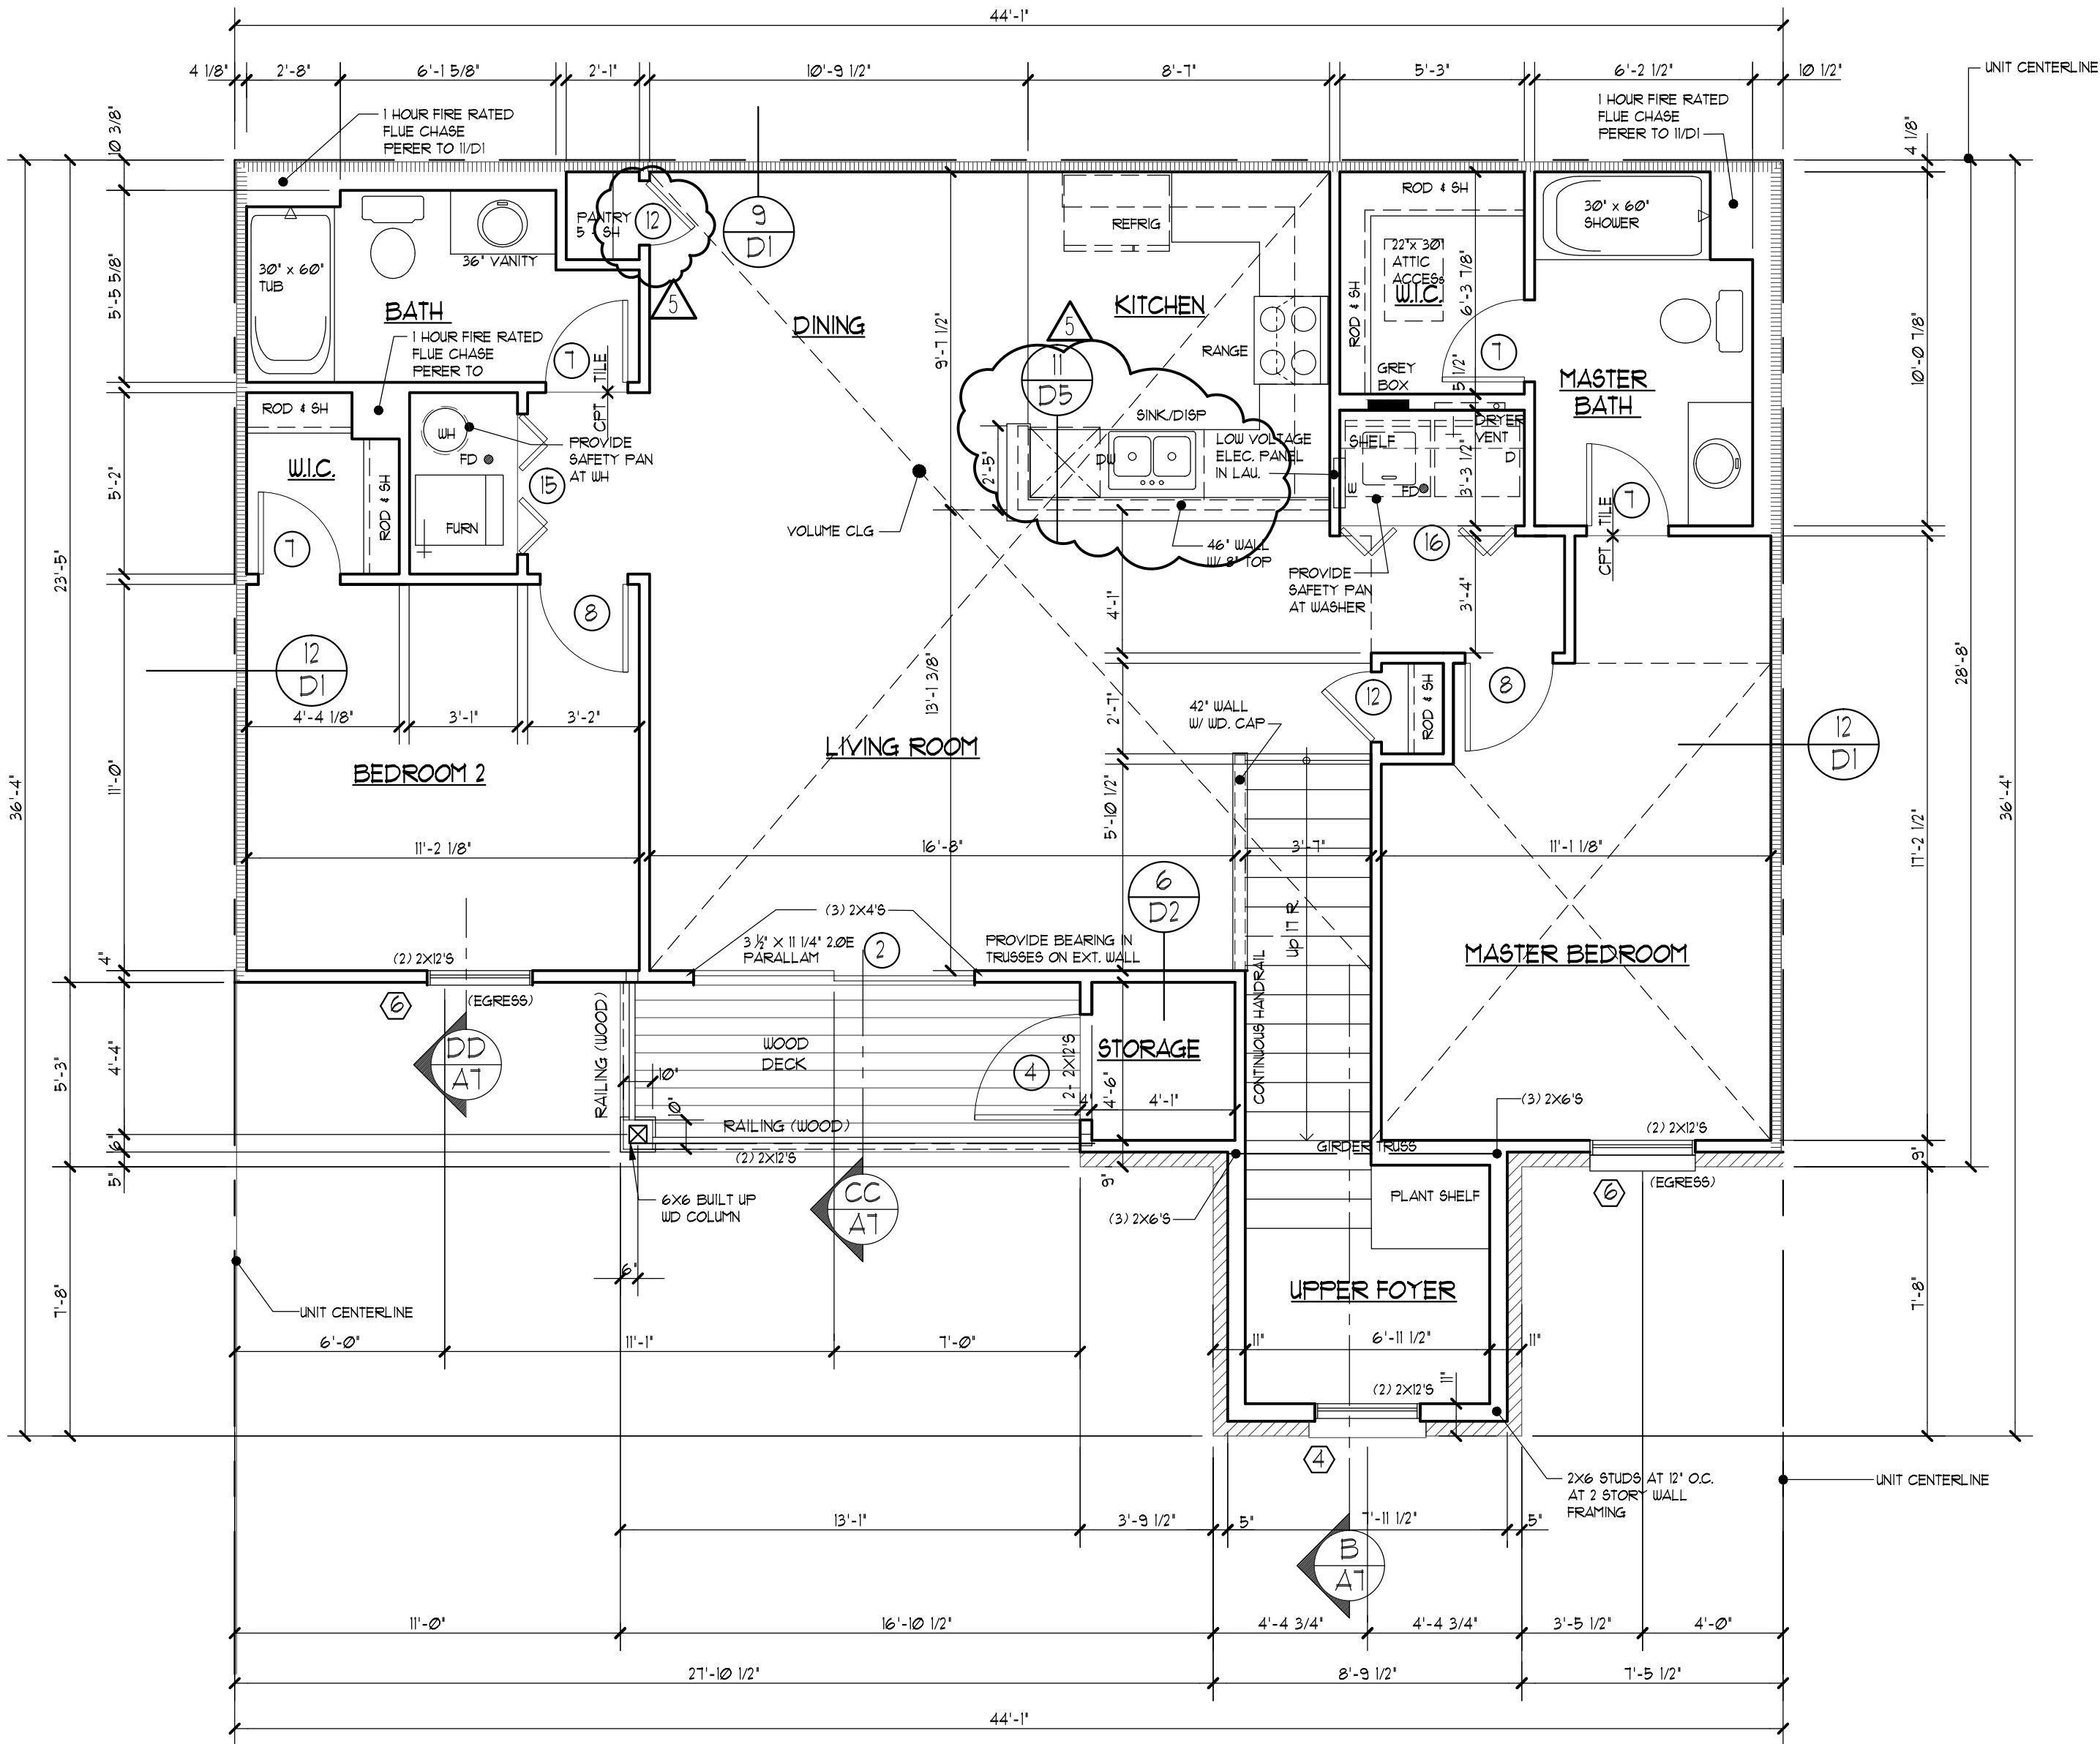 44'-1"
4 1/8"
2'-8"
6'-1 5/8"
2'-1"
10'-9 1/2"
8'-7"
5'-3"
6'-2 1/2"
10 1/2"
UNIT CENTERLINE
1 HOUR FIRE RATED
FLUE CHASE
PERER TO 11/D1
1 HOUR FIRE RATED
FLUE CHASE
PERER TO 11/D1
10 3/8"
4 1/8"
PANTRY
5 - SH
12
9
D1
REFRIG
ROD & SH
30" x 60"
SHOWER
36" VANITY
30" x 60"
TUB
22"x 30"
ATTIC
ACCESS
W.I.C.
6'-3 7/8"
ROD & SH
5'-5 5/8"
BATH
5
DINING
KITCHEN
5
9'-7 1/2"
1 HOUR FIRE RATED
FLUE CHASE
PERER TO
7
TILE
CPT
11
D5
RANGE
GREY
BOX
5 1/2"
7
MASTER
BATH
10'-0 7/8"
ROD & SH
WH
FD
PROVIDE
SAFETY PAN
AT WH
SINK/DISP
DW
LOW VOLTAGE
ELEC. PANEL
IN LAU.
SHELF
DRYER
VENT
D
W
FD
3'-3 1/2"
W.I.C.
ROD & SH
15
2'-5"
5'-2"
7
FURN
VOLUME CLG
46" WALL
W/ 8" TOP
16
7
TILE
CPT
PROVIDE
SAFETY PAN
AT WASHER
23'-5"
8
4'-1"
3'-4"
12
D1
28'-8"
4'-4 1/8"
3'-1"
3'-2"
13'-1 3/8"
2'-7"
42" WALL
W/ WD. CAP
12
ROD & SH
8
12
D1
LIVING ROOM
BEDROOM 2
11'-0"
36'-4"
5'-10 1/2"
36'-4"
11'-2 1/8"
16'-8"
3'-7"
11'-1 1/8"
17'-2 1/2"
6
D2
(3) 2X4'S
UP 17 R
3 1/2" X 11 1/4" 2.0E
PARALLAM
2
PROVIDE BEARING IN
TRUSSES ON EXT. WALL
MASTER BEDROOM
4"
(2) 2X12'S
6
(EGRESS)
RAILING (WOOD)
CONTINUOUS HANDRAIL
DD
A7
WOOD
DECK
STORAGE
2- 2X12'S
4
5'-3"
4'-4"
10"
10"
4"
4'-6"
4'-1"
RAILING (WOOD)
(3) 2X6'S
(2) 2X12'S
GIRDER TRUSS
6"
5"
(2) 2X12'S
9"
9"
6X6 BUILT UP
WD COLUMN
CC
A7
(3) 2X6'S
PLANT SHELF
6
(EGRESS)
6"
UPPER FOYER
7'-8"
7'-8"
UNIT CENTERLINE
6'-0"
11'-1"
7'-0"
11"
6'-11 1/2"
11"
(2) 2X12'S
11"
4
2X6 STUDS AT 12" O.C.
AT 2 STORY WALL
FRAMING
UNIT CENTERLINE
13'-1"
3'-9 1/2"
5"
7'-11 1/2"
5"
B
A7
11'-0"
16'-10 1/2"
4'-4 3/4"
4'-4 3/4"
3'-5 1/2"
4'-0"
27'-10 1/2"
8'-9 1/2"
7'-5 1/2"
44'-1"